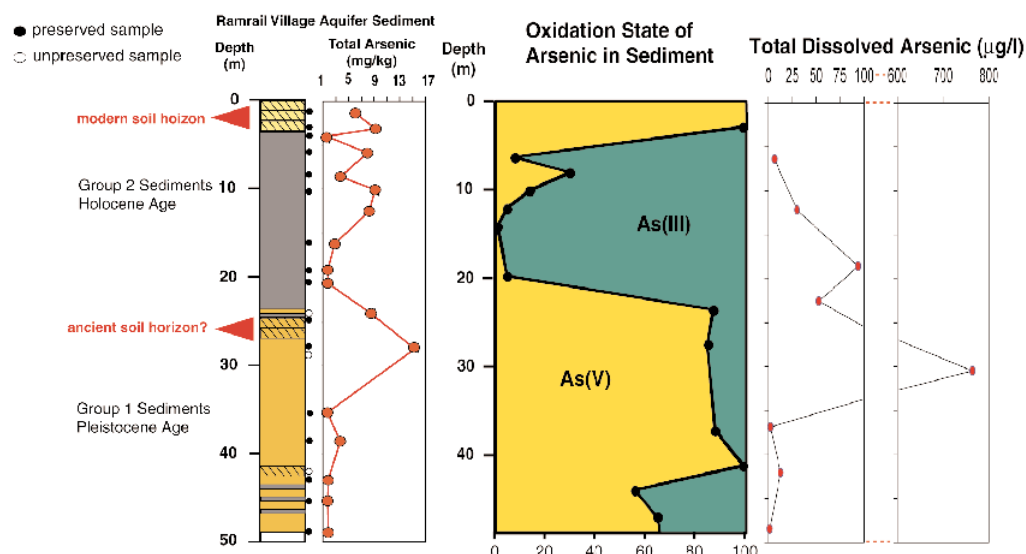 preserved sample
unpreserved sample
Ramrail Village Aquifer Sediment
Depth
(m)
Total Arsenic
(mg/kg)
1 5 9 13 17
0
10
20
30
40
50
modern soil hoizon
Group 2 Sediments
Holocene Age
ancient soil horizon?
Group 1 Sediments
Pleistocene Age
Depth
(m)
Oxidation State of
Arsenic in Sediment
0
10
20
30
40
As(III)
As(V)
0 20 40 60 80 100
Total Dissolved Arsenic (µg/l)
0 25 50 75 100 600 700 800